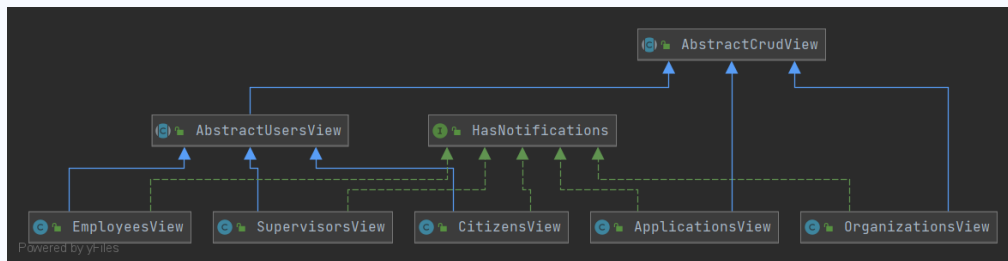 AbstractCrudView
AbstractUsersView
HasNotifications
EmployeesView
SupervisorsView
CitizensView
ApplicationsView
OrganizationsView
Powered by yFiles